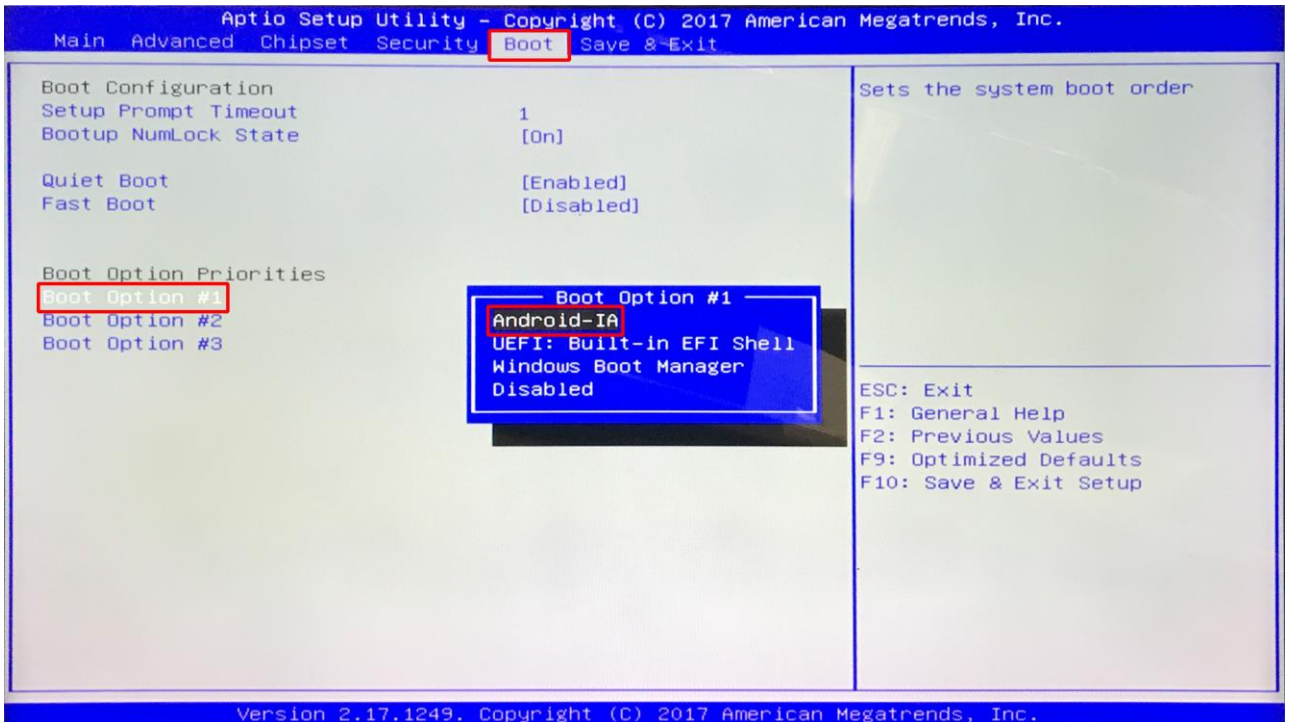 Aptio Setup Utility – Copyright (C) 2017 American Megatrends, Inc.
Main Advanced Chipset Security Boot Save & Exit
Boot Configuration
Setup Prompt Timeout 1
Bootup NumLock State [On]
Quiet Boot [Enabled]
Fast Boot [Disabled]
Boot Option Priorities
Boot Option #1
Boot Option #2
Boot Option #3
Boot Option #1
Android-IA
UEFI: Built-in EFI Shell
Windows Boot Manager
Disabled
Sets the system boot order
ESC: Exit
F1: General Help
F2: Previous Values
F9: Optimized Defaults
F10: Save & Exit Setup
Version 2.17.1249. Copyright (C) 2017 American Megatrends, Inc.